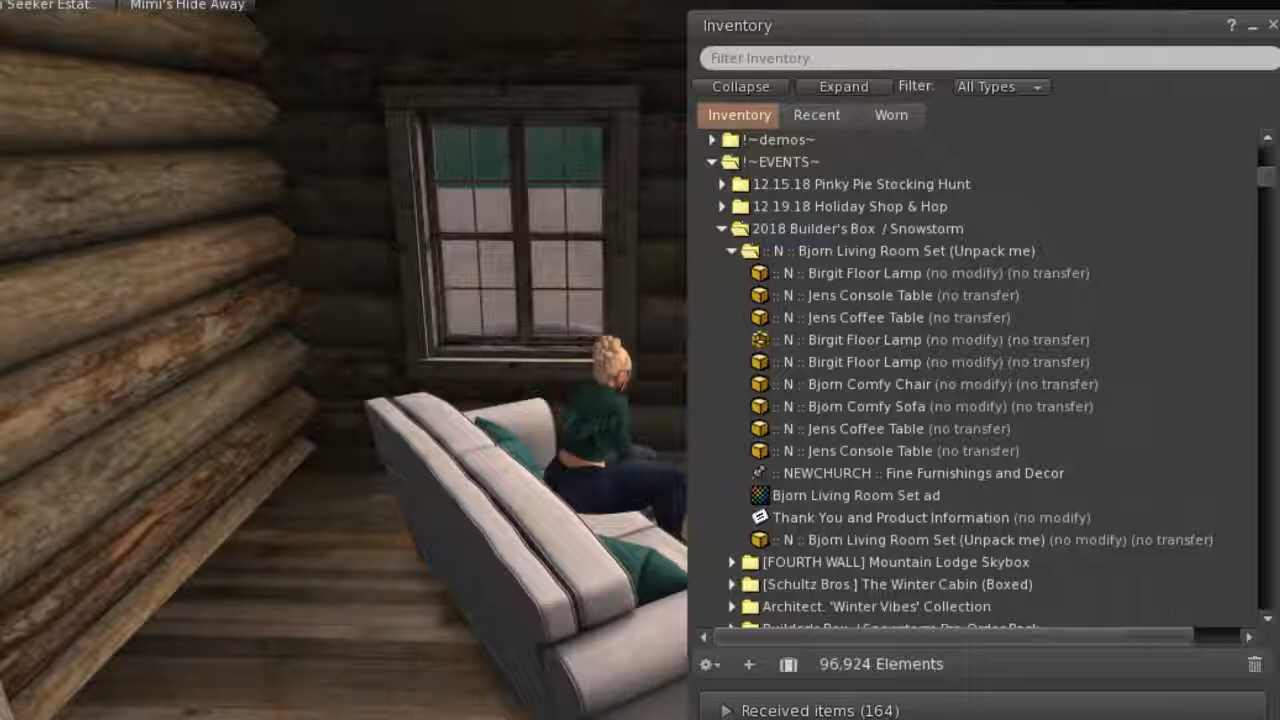 Seeker Estat
Mimi's Hide Away
Inventory
?
Filter Inventory
Collapse
Expand
Filter:
All Types
Inventory
Recent
Worn
!~demos~
!~EVENTS~
12.15.18 Pinky Pie Stocking Hunt
12 19.18 Holiday Shop & Hop
2018 Builder's Box / Snowstorm
:: N :: Bjorn Living Room Set (Unpack me)
:: N :: Birgit Floor Lamp (no modify) (no transfer)
:: N :: Jens Console Table (no transfer)
:: N :: Jens Coffee Table (no transfer)
:: N :: Birgit Floor Lamp (no modify) (no transfer)
:: N :: Birgit Floor Lamp (no modify) (no transfer)
:: N :: Bjorn Comfy Chair (no modify) (no transfer)
:: N :: Bjorn Comfy Sofa (no modify) (no transfer)
:: N :: Jens Coffee Table (no transfer)
:: N :: Jens Console Table (no transfer)
:: NEWCHURCH :: Fine Furnishings and Decor
Bjorn Living Room Set ad
Thank You and Product Information (no modify)
:: N :: Bjorn Living Room Set (Unpack me) (no modify) (no transfer)
[FOURTH WALL] Mountain Lodge Skybox
[Schultz Bros.] The Winter Cabin (Boxed)
Architect. 'Winter Vibes' Collection
96,924 Elements
Received items (164)